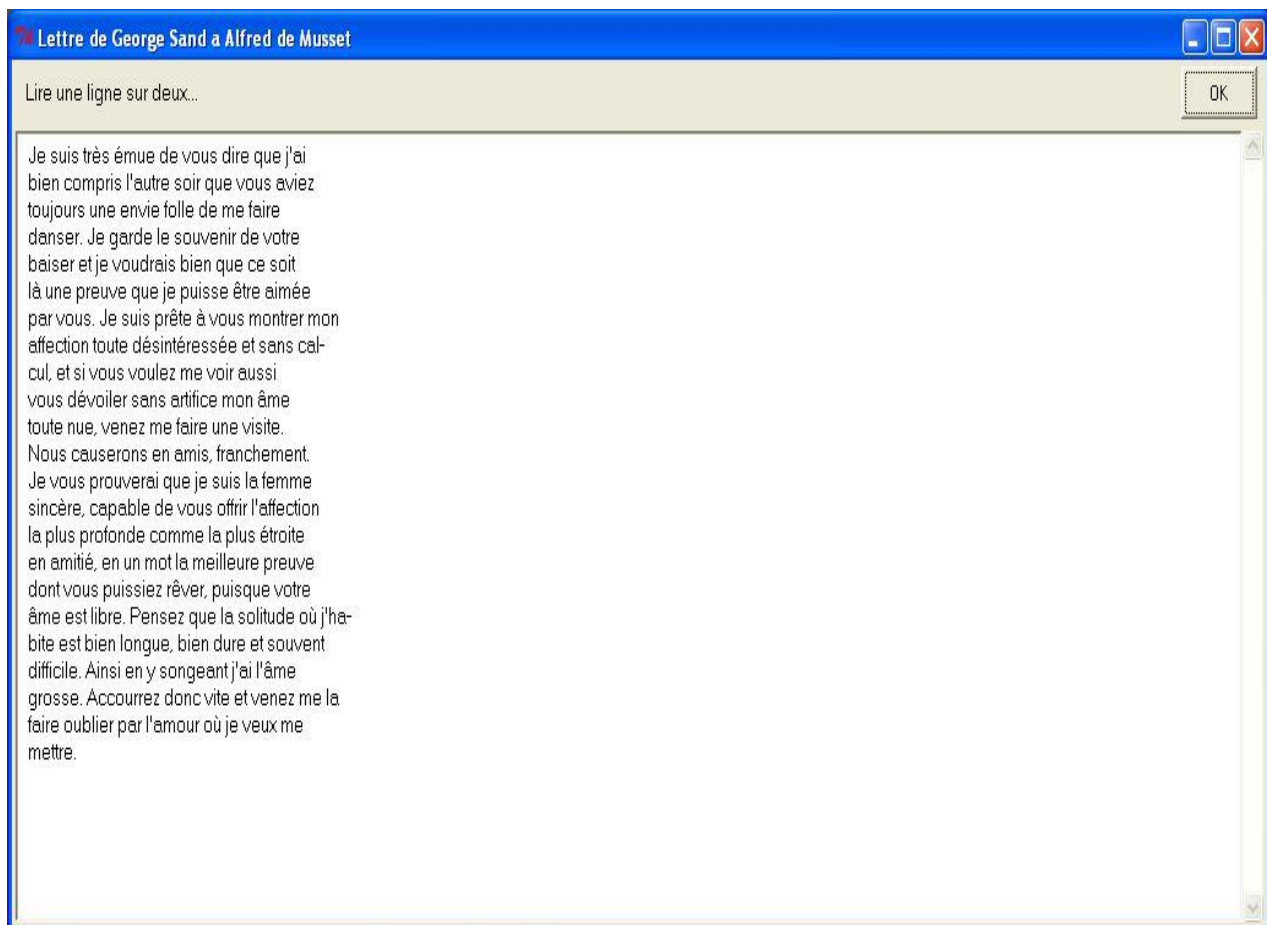 Lettre de George Sand a Alfred de Musset
Lire une ligne sur deux...
OK
Je suis très émue de vous dire que j'ai
bien compris l'autre soir que vous aviez
toujours une envie folle de me faire
danser. Je garde le souvenir de votre
baiser et je voudrais bien que ce soit
là une preuve que je puisse être aimée
par vous. Je suis prête à vous montrer mon
affection toute désintéressée et sans cal-
cul, et si vous voulez me voir aussi
vous dévoiler sans artifice mon âme
toute nue, venez me faire une visite.
Nous causerons en amis, franchement.
Je vous prouverai que je suis la femme
sincère, capable de vous offrir l'affection
la plus profonde comme la plus étroite
en amitié, en un mot la meilleure preuve
dont vous puissiez rêver, puisque votre
âme est libre. Pensez que la solitude où j'ha-
bite est bien longue, bien dure et souvent
difficile. Ainsi en y songeant j'ai l'âme
grosse. Accourrez donc vite et venez me la
faire oublier par l'amour où je veux me
mettre.